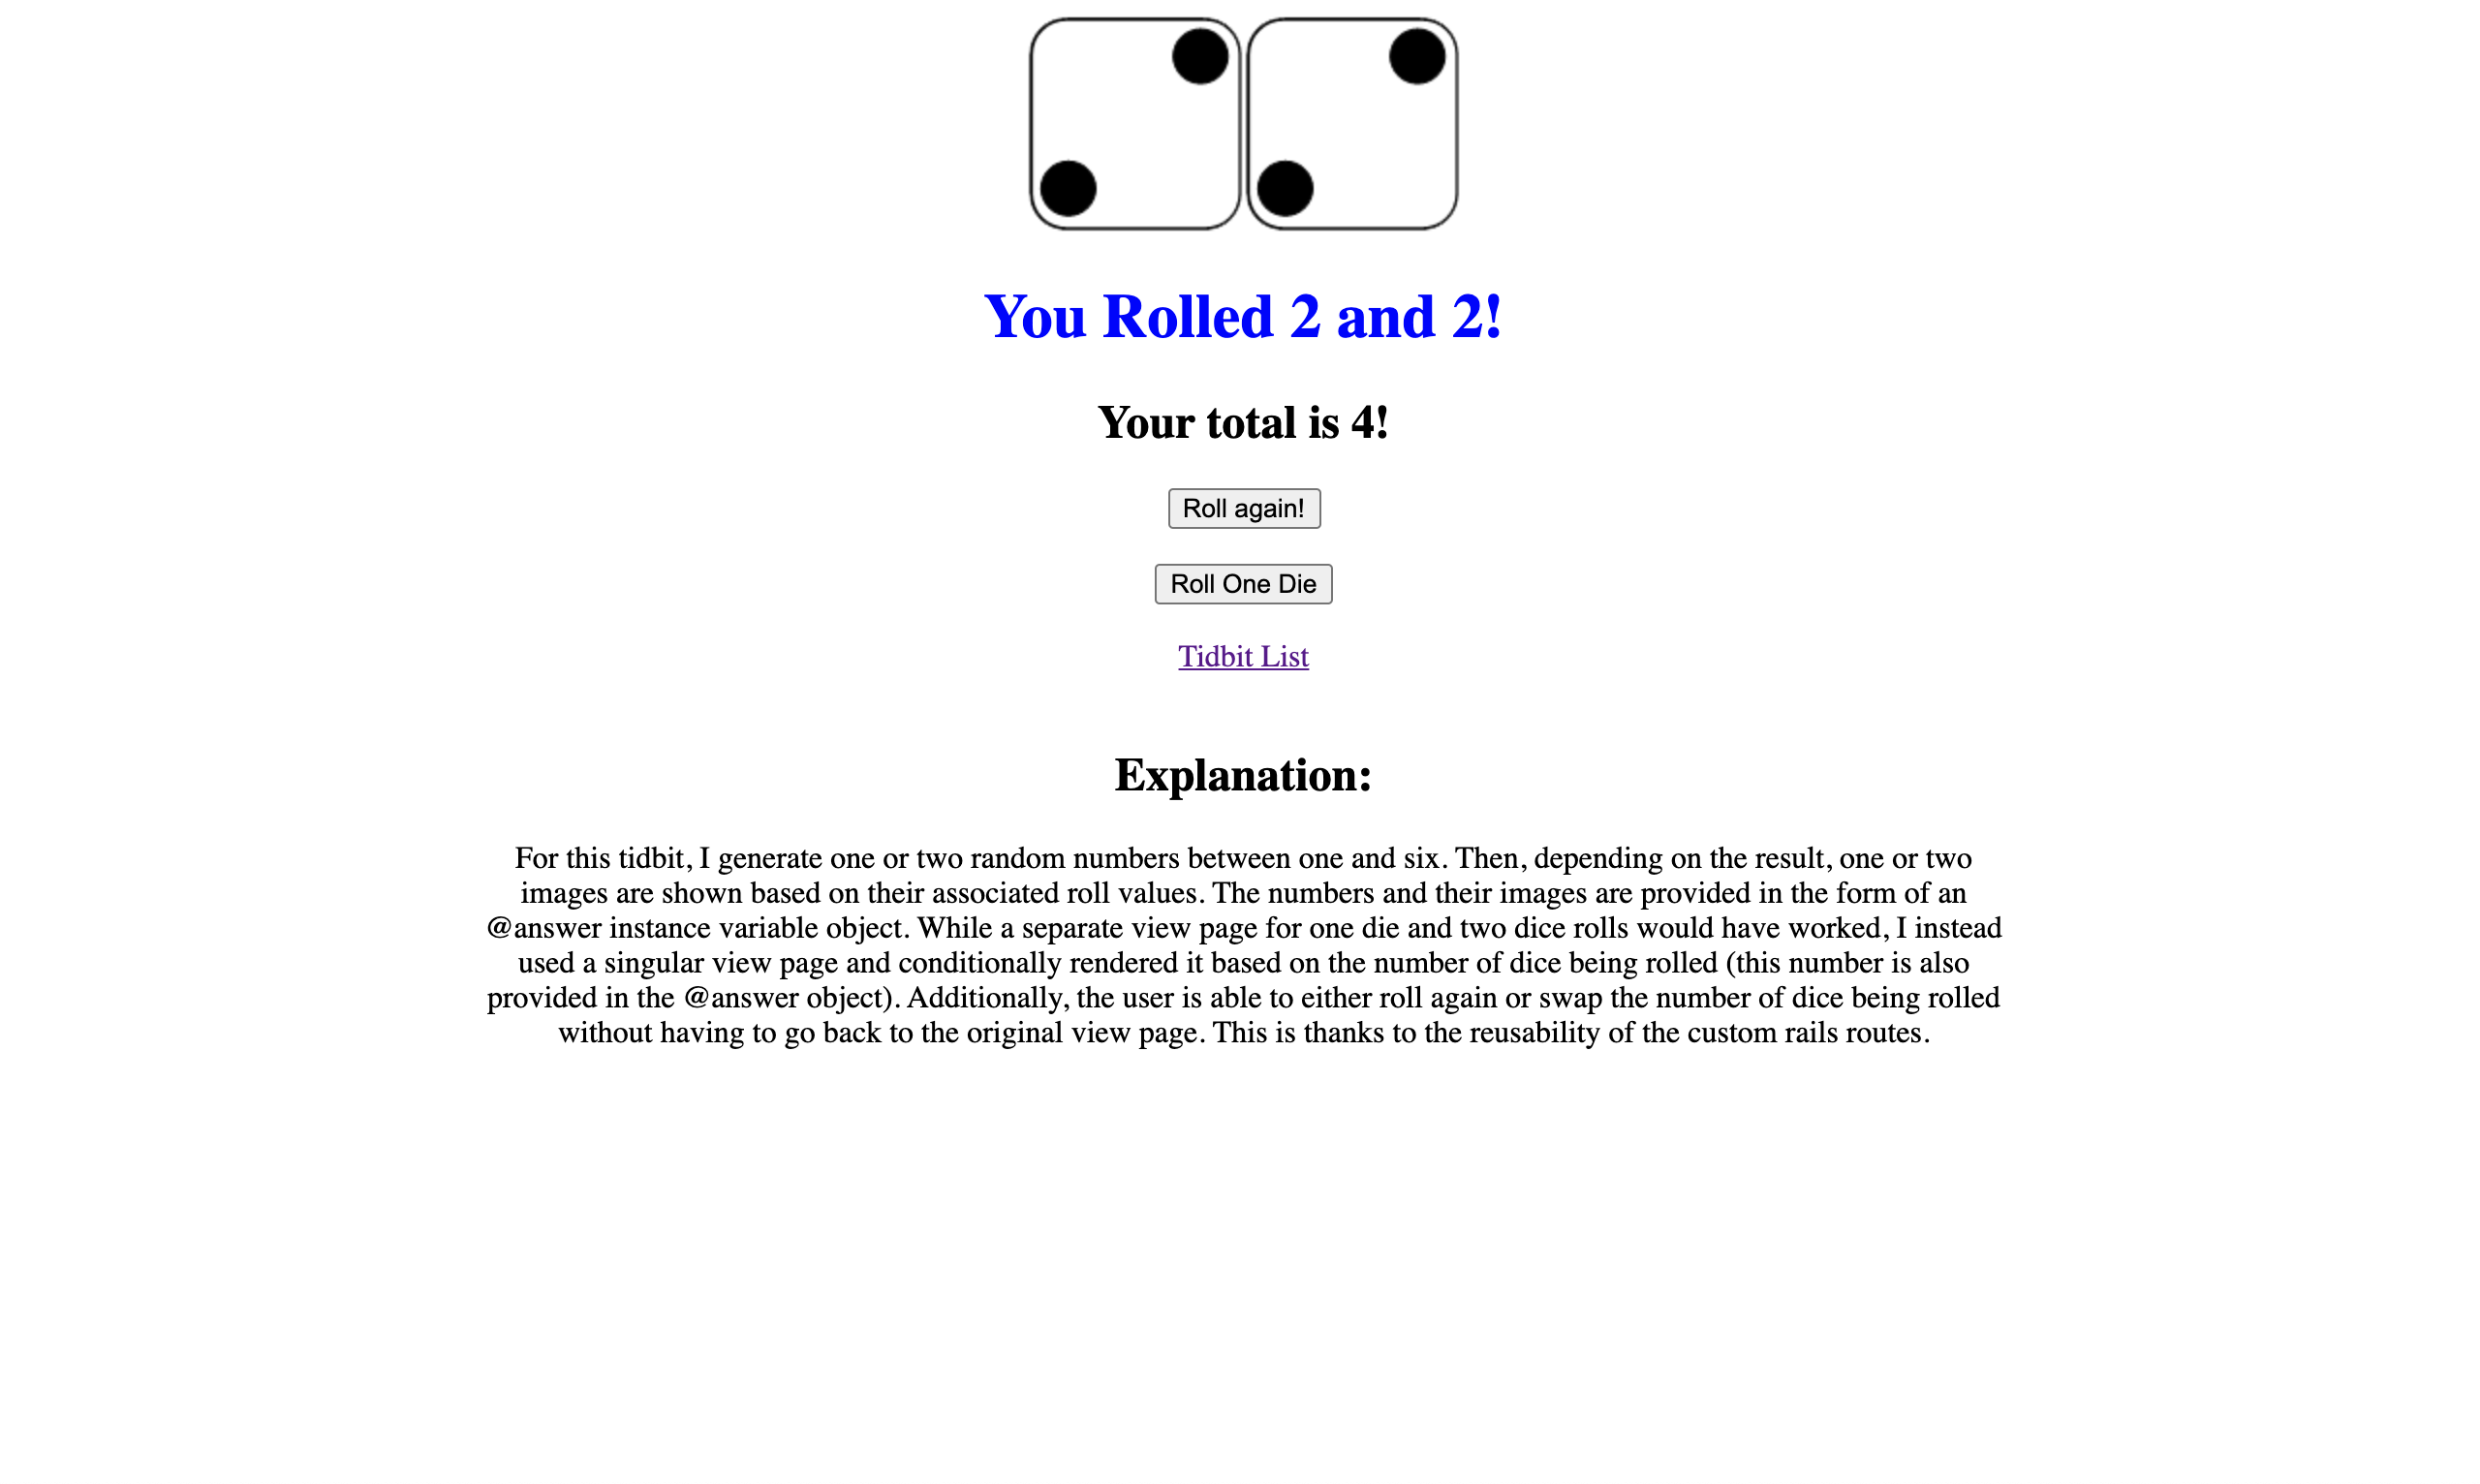 You Rolled 2 and 2!
Your total is 4!
Roll again!
Roll One Die
Tidbit List
Explanation:
For this tidbit, I generate one or two random numbers between one and six. Then, depending on the result, one or two
images are shown based on their associated roll values. The numbers and their images are provided in the form of an
@answer instance variable object. While a separate view page for one die and two dice rolls would have worked, I instead
used a singular view page and conditionally rendered it based on the number of dice being rolled (this number is also
provided in the @answer object). Additionally, the user is able to either roll again or swap the number of dice being rolled
without having to go back to the original view page. This is thanks to the reusability of the custom rails routes.